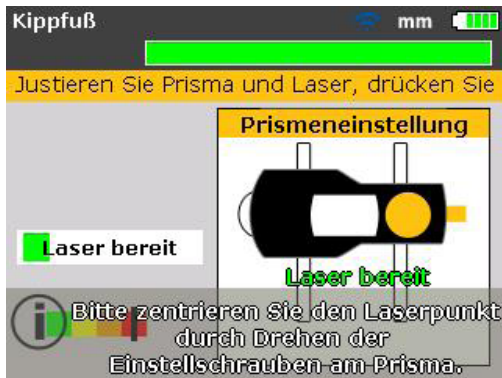 Kippfuß mm
Justieren Sie Prisma und Laser, drücken Sie
Prismeneinstellung
Laser bereit
Laser bereit
Bitte zentrieren Sie den Laserpunkt
durch Drehen der
Einstellschrauben am Prisma.